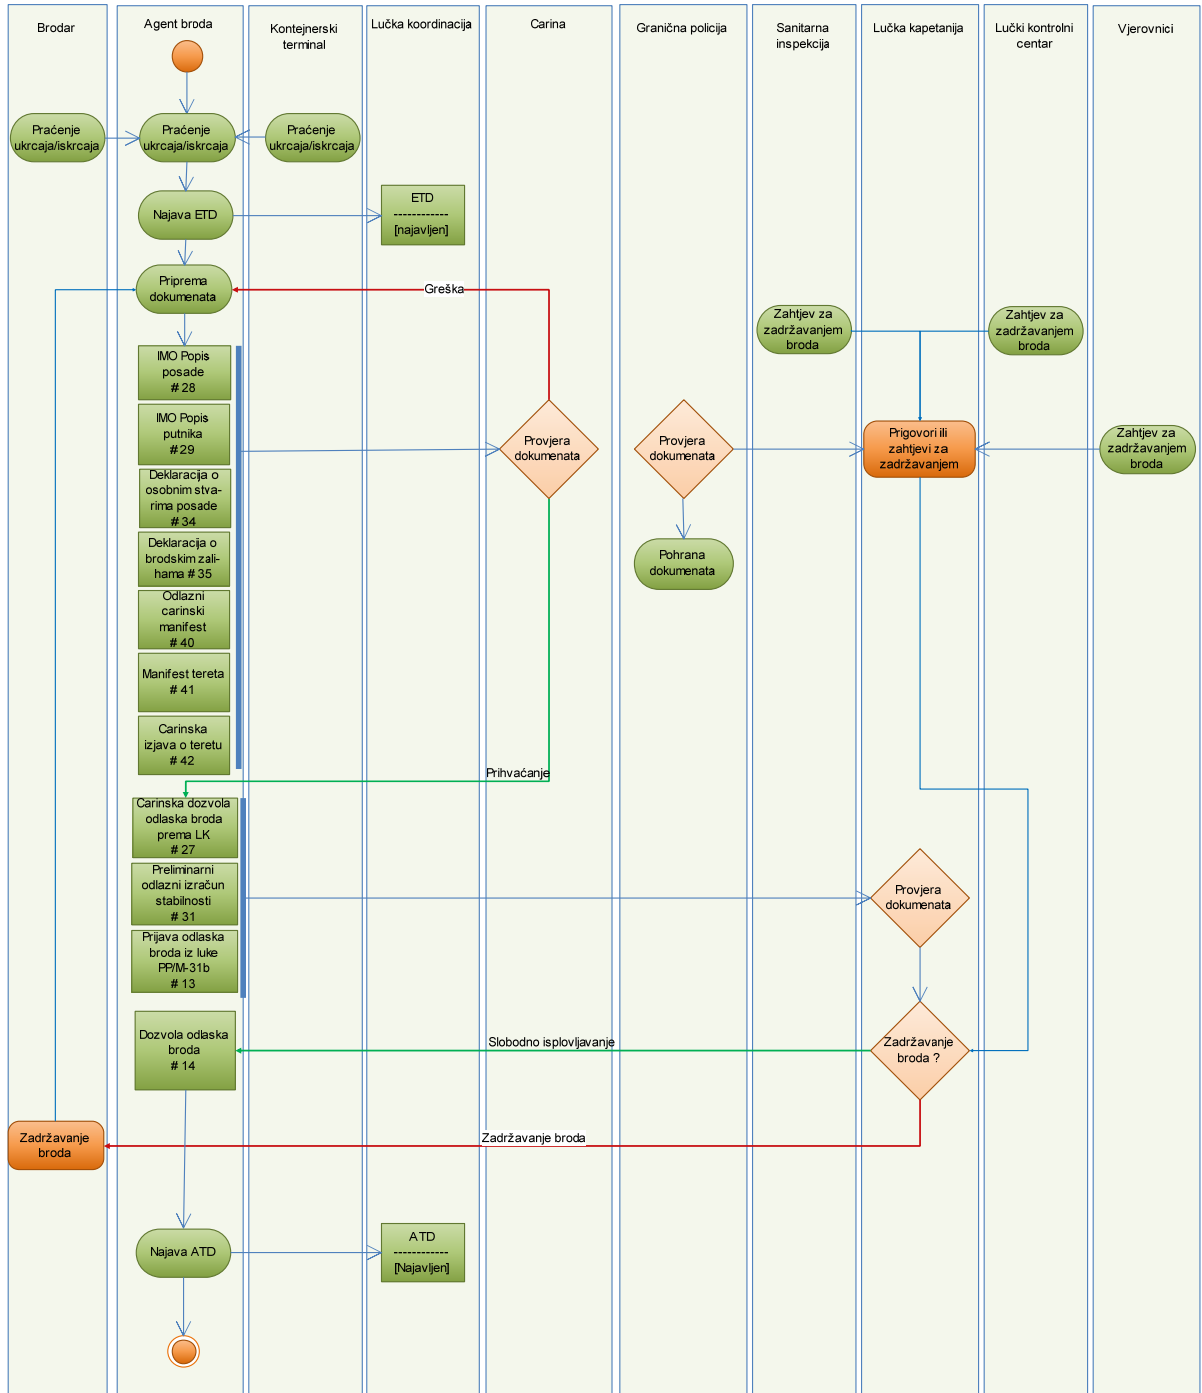 Brodar
Agent broda
Kontejnerski
terminal
Lučka koordinacija
Carina
Granična policija
Sanitarna
inspekcija
Lučka kapetanija
Lučki kontrolni
centar
Vjerovnici
Praćenje
ukrcaja/iskrcaja
Praćenje
ukrcaja/iskrcaja
Praćenje
ukrcaja/iskrcaja
Najava ETD
ETD
------------
[najavljen]
Priprema
dokumenata
Greška
Zahtjev za
zadržavanjem
broda
Zahtjev za
zadržavanjem
broda
IMO Popis
posade
# 28
IMO Popis
putnika
#29
Provjera
dokumenata
Provjera
dokumenata
Prigovori ili
zahtjevi za
zadržavanjem
Zahtjev za
zadržavanjem
broda
Deklaracija o
osobnim stva-
rima posade
# 34
Deklaracija o
brodskim zali-
hama # 35
Pohrana
dokumenata
Odlazni
carinski
manifest
# 40
Manifest tereta
# 41
Carinska
izjava o teretu
# 42
Prihvaćanje
Carinska dozvola
odlaska broda
prema LK
# 27
Preliminarni
odlazni izračun
stabilnosti
# 31
Provjera
dokumenata
Prijava odlaska
broda iz luke
PP/M-31b
# 13
Dozvola odlaska
broda
# 14
Slobodno isplovljavanje
Zadržavanje
broda ?
Zadržavanje
broda
Zadržavanje broda
Najava ATD
ATD
------------
[Najavljen]